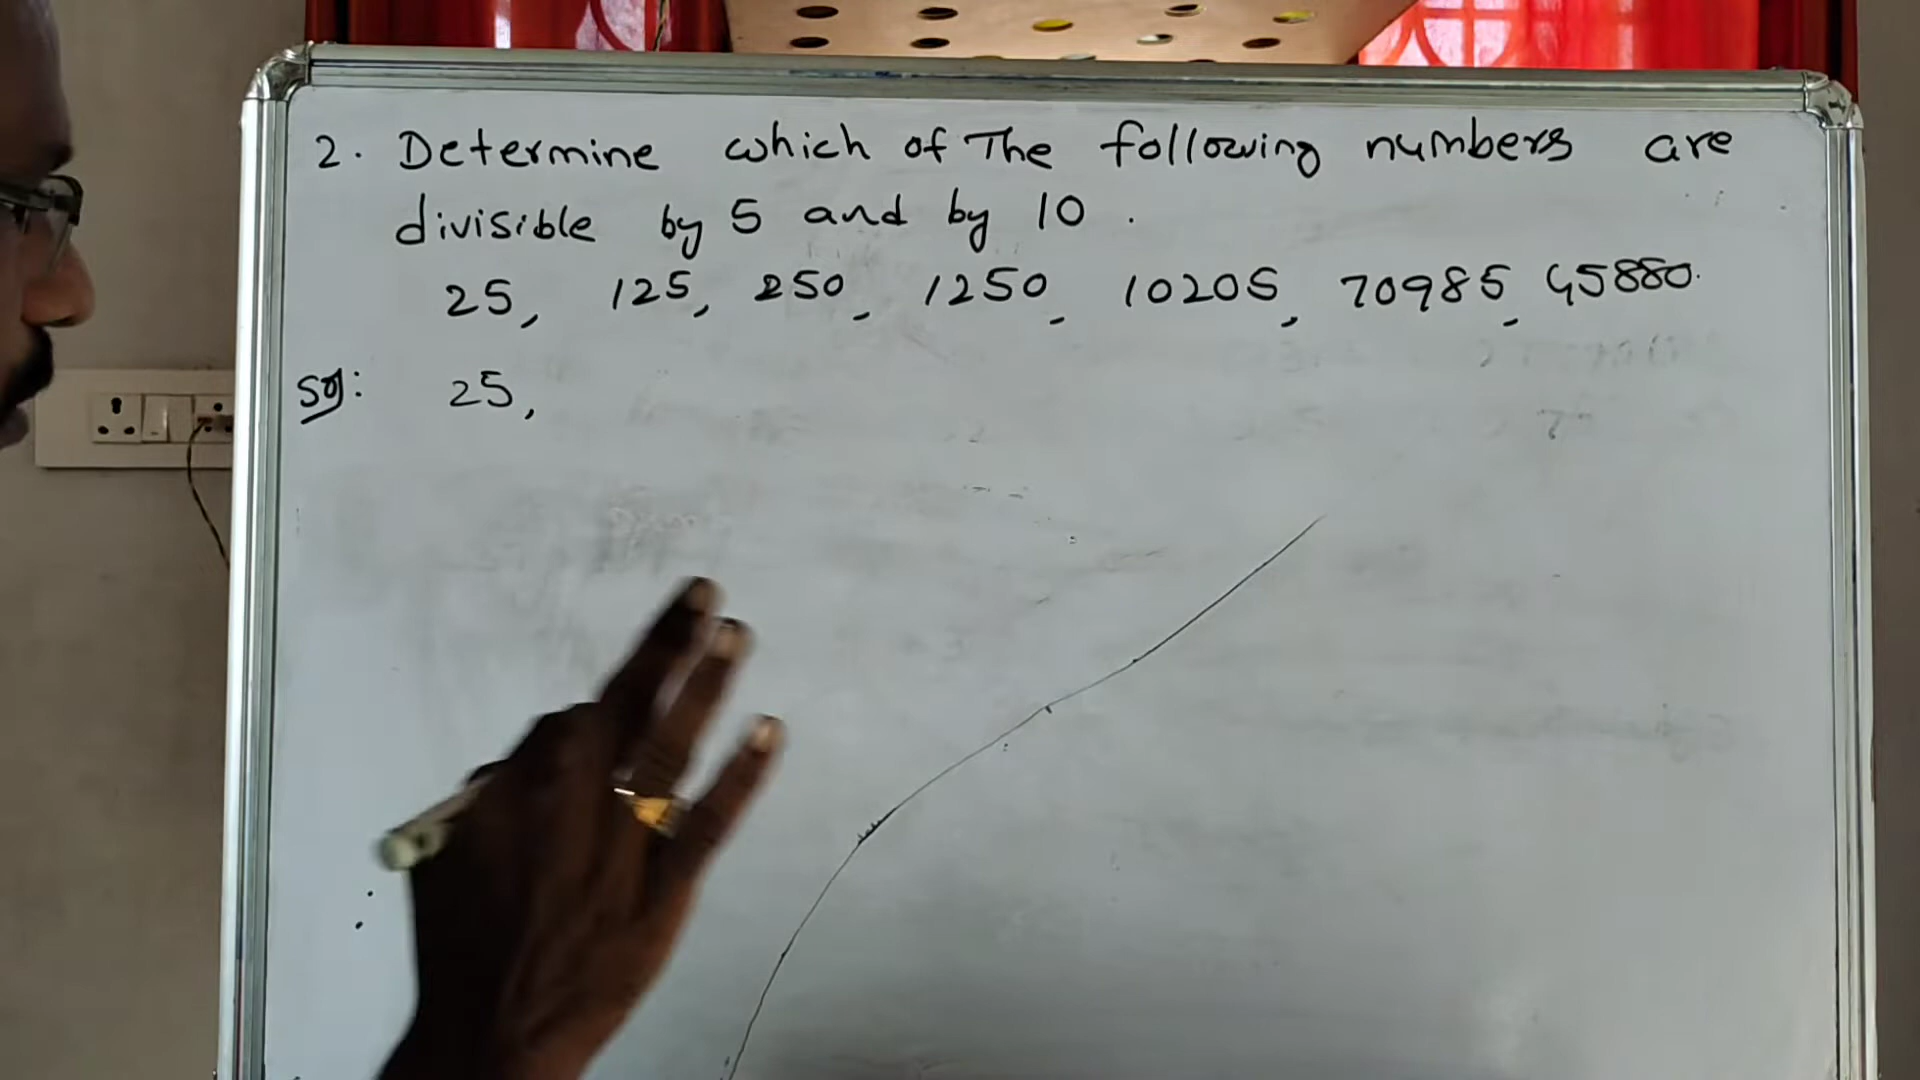 2. Determine which of The following numbers are
divisible by 5 and by 10.
25, 125, 250, 1250, 10205, 70985, 45880.
Sol: 25,